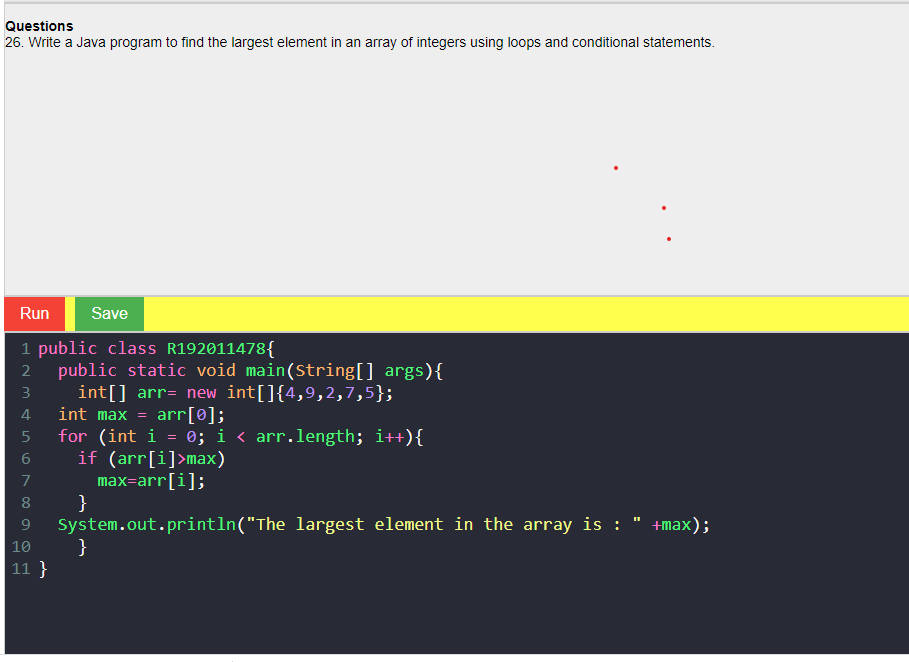 Questions
26. Write a Java program to find the largest element in an array of integers using loops and conditional statements.
Run Save
1 public class R192011478{
2   public static void main(String[] args){
3     int[] arr= new int[]{4,9,2,7,5};
4   int max = arr[0];
5   for (int i = 0; i < arr.length; i++){
6     if (arr[i]>max)
7       max=arr[i];
8     }
9   System.out.println("The largest element in the array is : " +max);
10     }
11 }